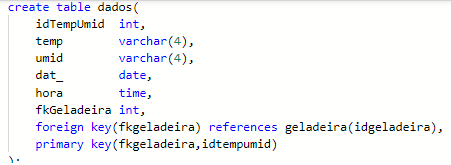 create table dados(
idTempUmid int,
temp varchar(4),
umid varchar(4),
dat_ date,
hora time,
fkGeladeira int,
foreign key(fkgeladeira) references geladeira(idgeladeira),
primary key(fkgeladeira,idtempumid)
);